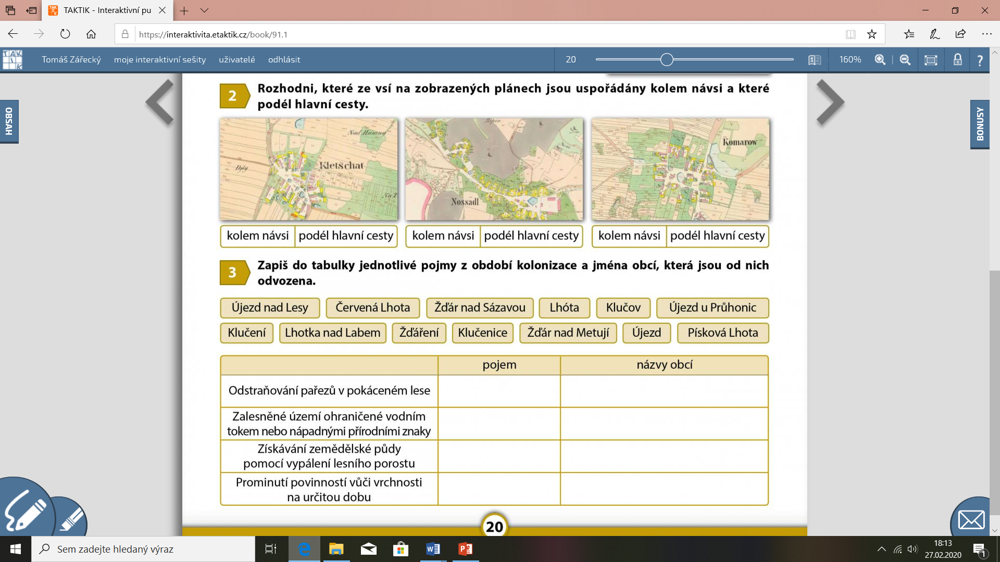 TAKTIK - Interaktivní pu
https://interaktivita.etaktik.cz/book/91.1
TAK
TIK
Tomáš Zářecký moje interaktivní sešity uživatelé odhlásit 20 160% ?
OBSAH
BONUSY
2 Rozhodni, které ze vsí na zobrazených plánech jsou uspořádány kolem návsi a které
podél hlavní cesty.
Nad Humny
Kletschat
Díly
Kopin
Nossadl
Komarow
kolem návsi podél hlavní cesty kolem návsi podél hlavní cesty kolem návsi podél hlavní cesty
3 Zapiš do tabulky jednotlivé pojmy z období kolonizace a jména obcí, která jsou od nich
odvozena.
Újezd nad Lesy Červená Lhota Žďár nad Sázavou Lhóta Klučov Újezd u Průhonic
Klučení Lhotka nad Labem Žďáření Klučenice Žďár nad Metují Újezd Písková Lhota
pojem názvy obcí
Odstraňování pařezů v pokáceném lese
Zalesněné území ohraničené vodním
tokem nebo nápadnými přírodními znaky
Získávání zemědělské půdy
pomocí vypálení lesního porostu
Prominutí povinností vůči vrchnosti
na určitou dobu
20
Sem zadejte hledaný výraz
18:13
27.02.2020
1